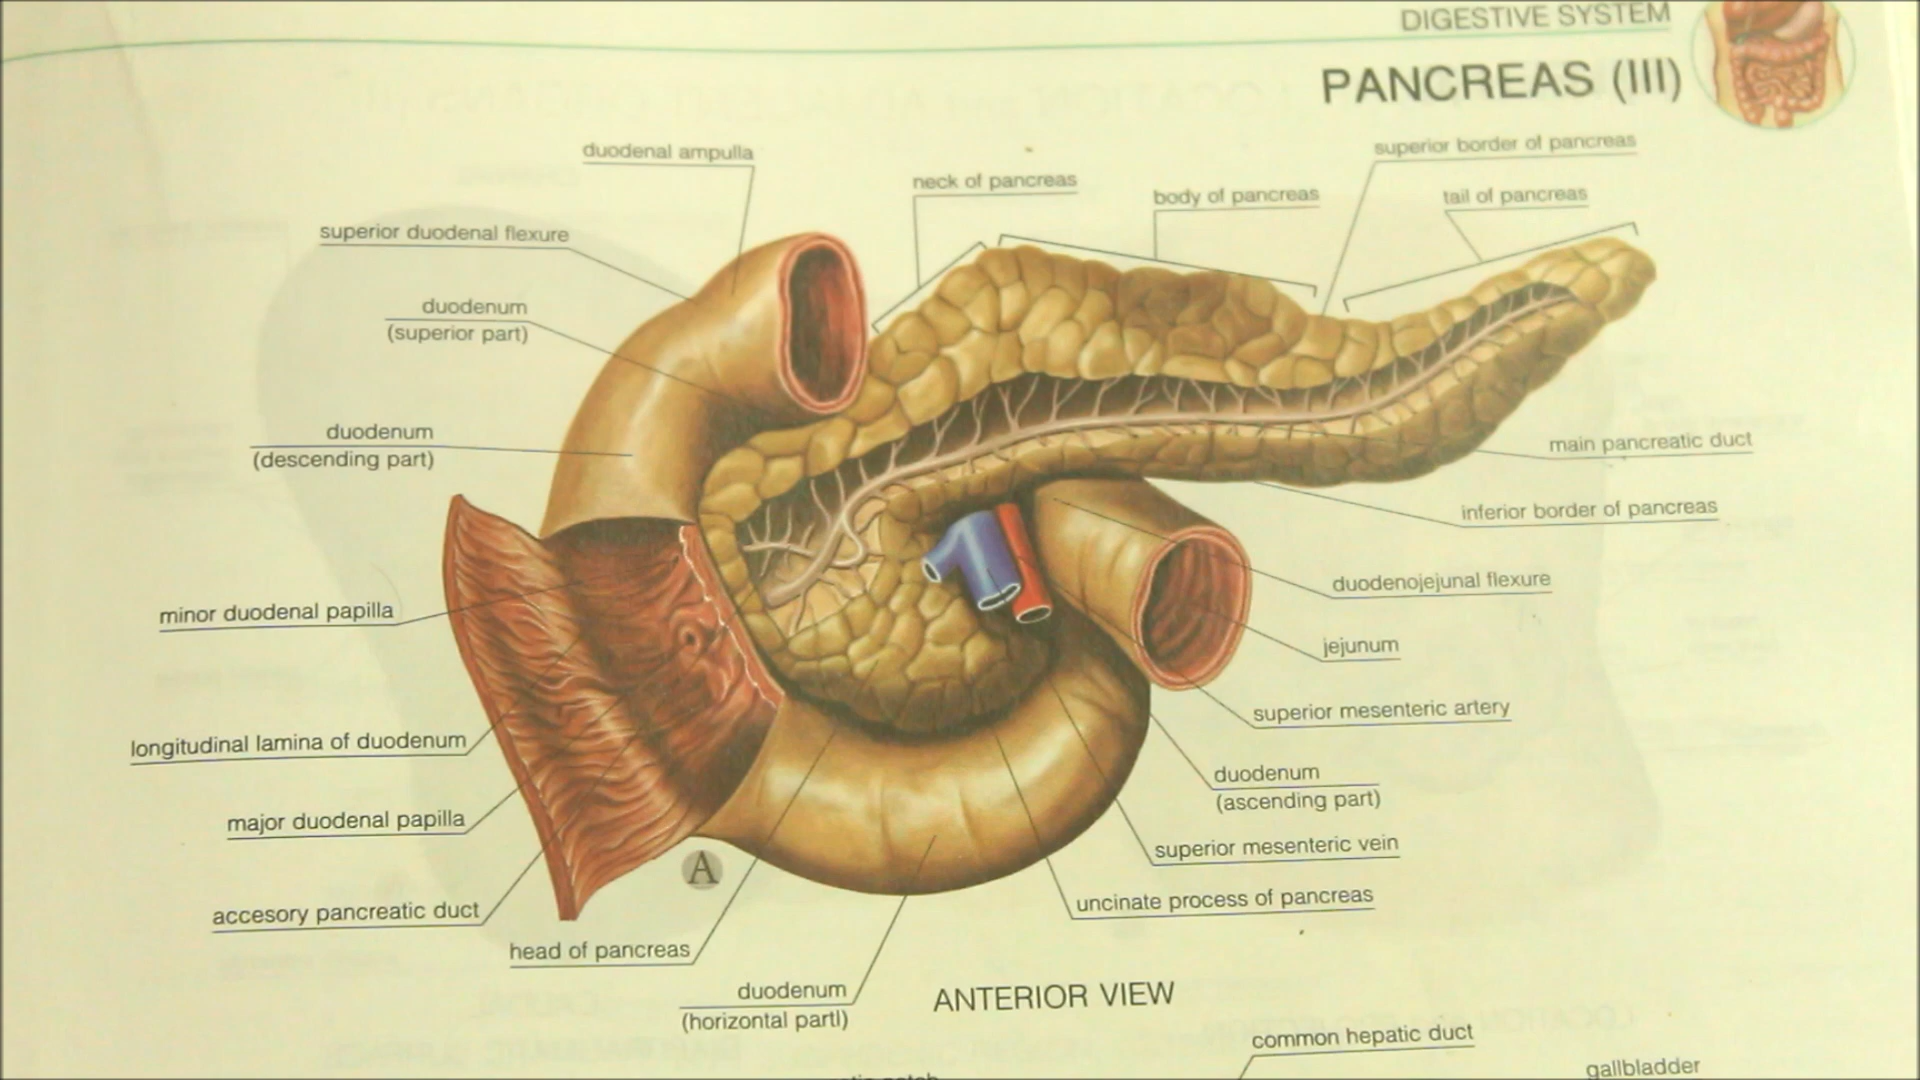 DIGESTIVE SYSTEM
PANCREAS (III)
duodenal ampulla
superior duodenal flexure
duodenum
(superior part)
duodenum
(descending part)
neck of pancreas
body of pancreas
superior border of pancreas
tail of pancreas
main pancreatic duct
inferior border of pancreas
duodenojejunal flexure
jejunum
superior mesenteric artery
duodenum
(ascending part)
superior mesenteric vein
uncinate process of pancreas
minor duodenal papilla
longitudinal lamina of duodenum
major duodenal papilla
accesory pancreatic duct
A
head of pancreas
duodenum
(horizontal partl)
ANTERIOR VIEW
common hepatic duct
gallbladder